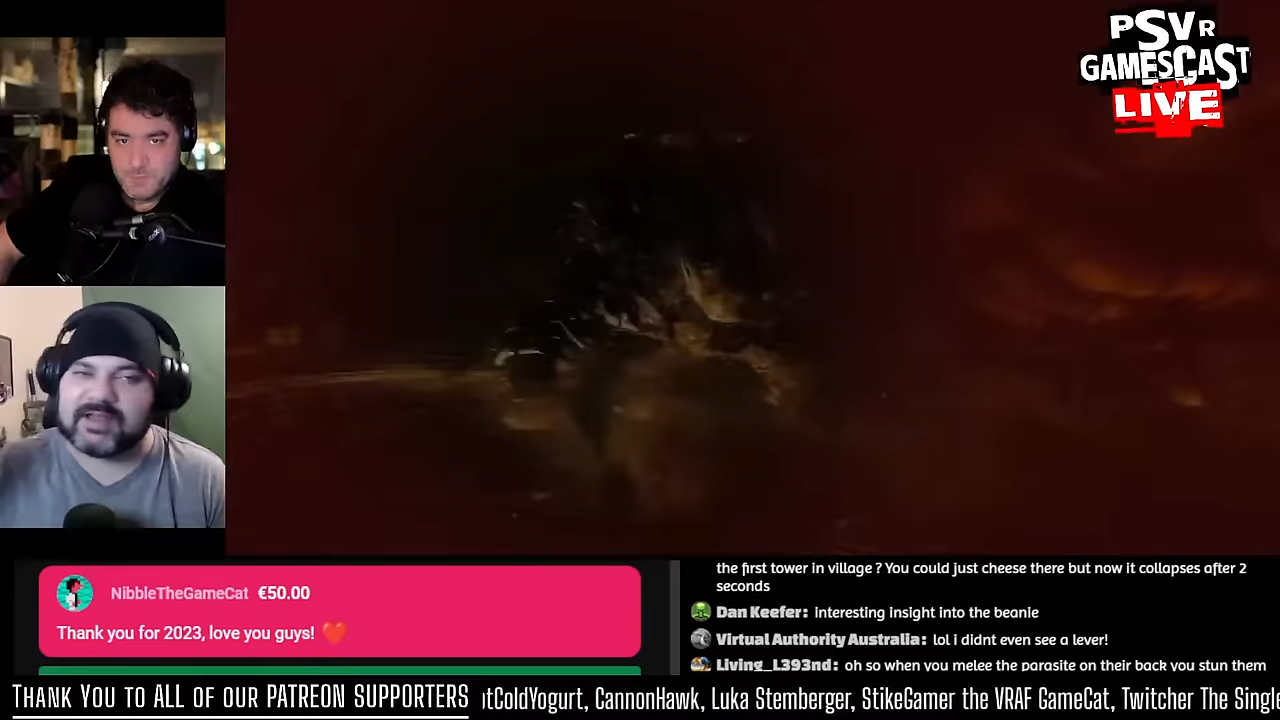 PSVR
GAMESCAST
LIVE
NibbleTheGameCat €50.00
Thank you for 2023, love you guys!
the first tower in village ? You could just cheese there but now it collapses after 2
seconds
Dan Keefer: interesting insight into the beanie
Virtual Authority Australia: lol i didnt even see a lever!
Living_L393nd: oh so when you melee the parasite on their back you stun them
THANK YOU TO ALL OF OUR PATREON SUPPORTERS
tColdYogurt, CannonHawk, Luka Stemberger, StikeGamer the VRAF GameCat, Twitcher The Singl